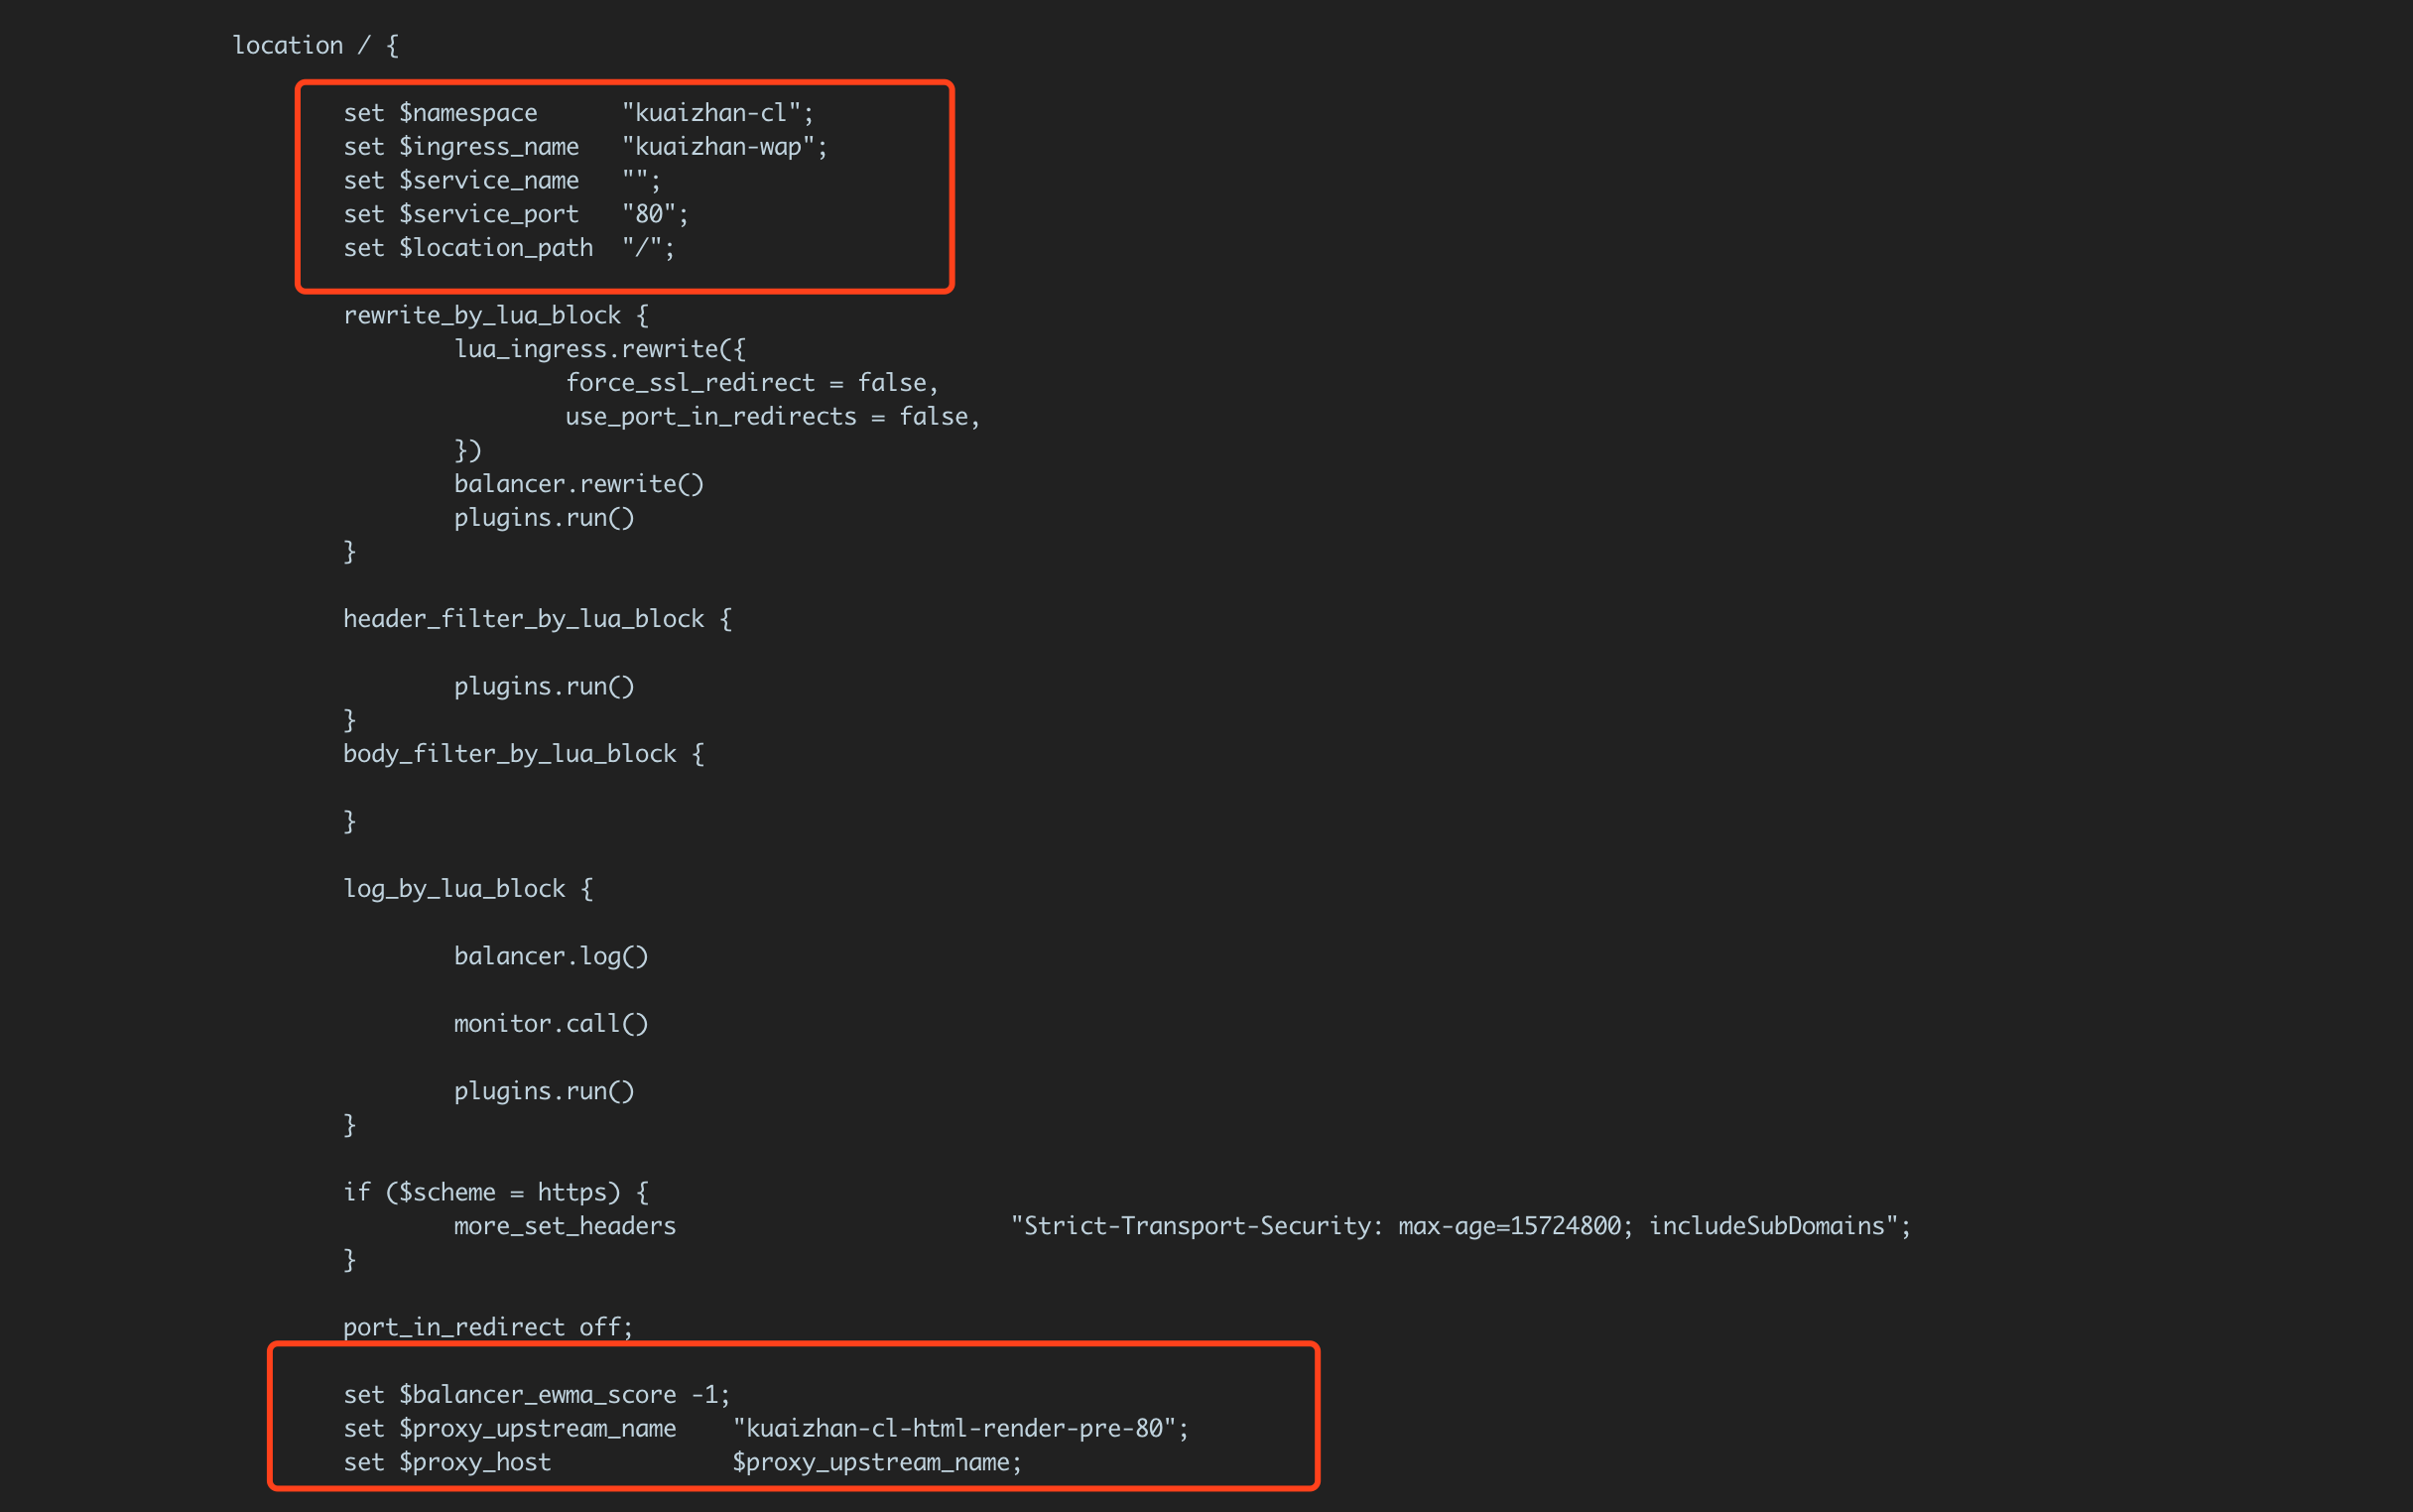 location / {
set $namespace      "kuaizhan-cl";
set $ingress_name   "kuaizhan-wap";
set $service_name   "";
set $service_port   "80";
set $location_path  "/";
rewrite_by_lua_block {
lua_ingress.rewrite({
force_ssl_redirect = false,
use_port_in_redirects = false,
})
balancer.rewrite()
plugins.run()
}
header_filter_by_lua_block {
plugins.run()
}
body_filter_by_lua_block {
}
log_by_lua_block {
balancer.log()
monitor.call()
plugins.run()
}
if ($scheme = https) {
more_set_headers                        "Strict-Transport-Security: max-age=15724800; includeSubDomains";
}
port_in_redirect off;
set $balancer_ewma_score -1;
set $proxy_upstream_name    "kuaizhan-cl-html-render-pre-80";
set $proxy_host             $proxy_upstream_name;